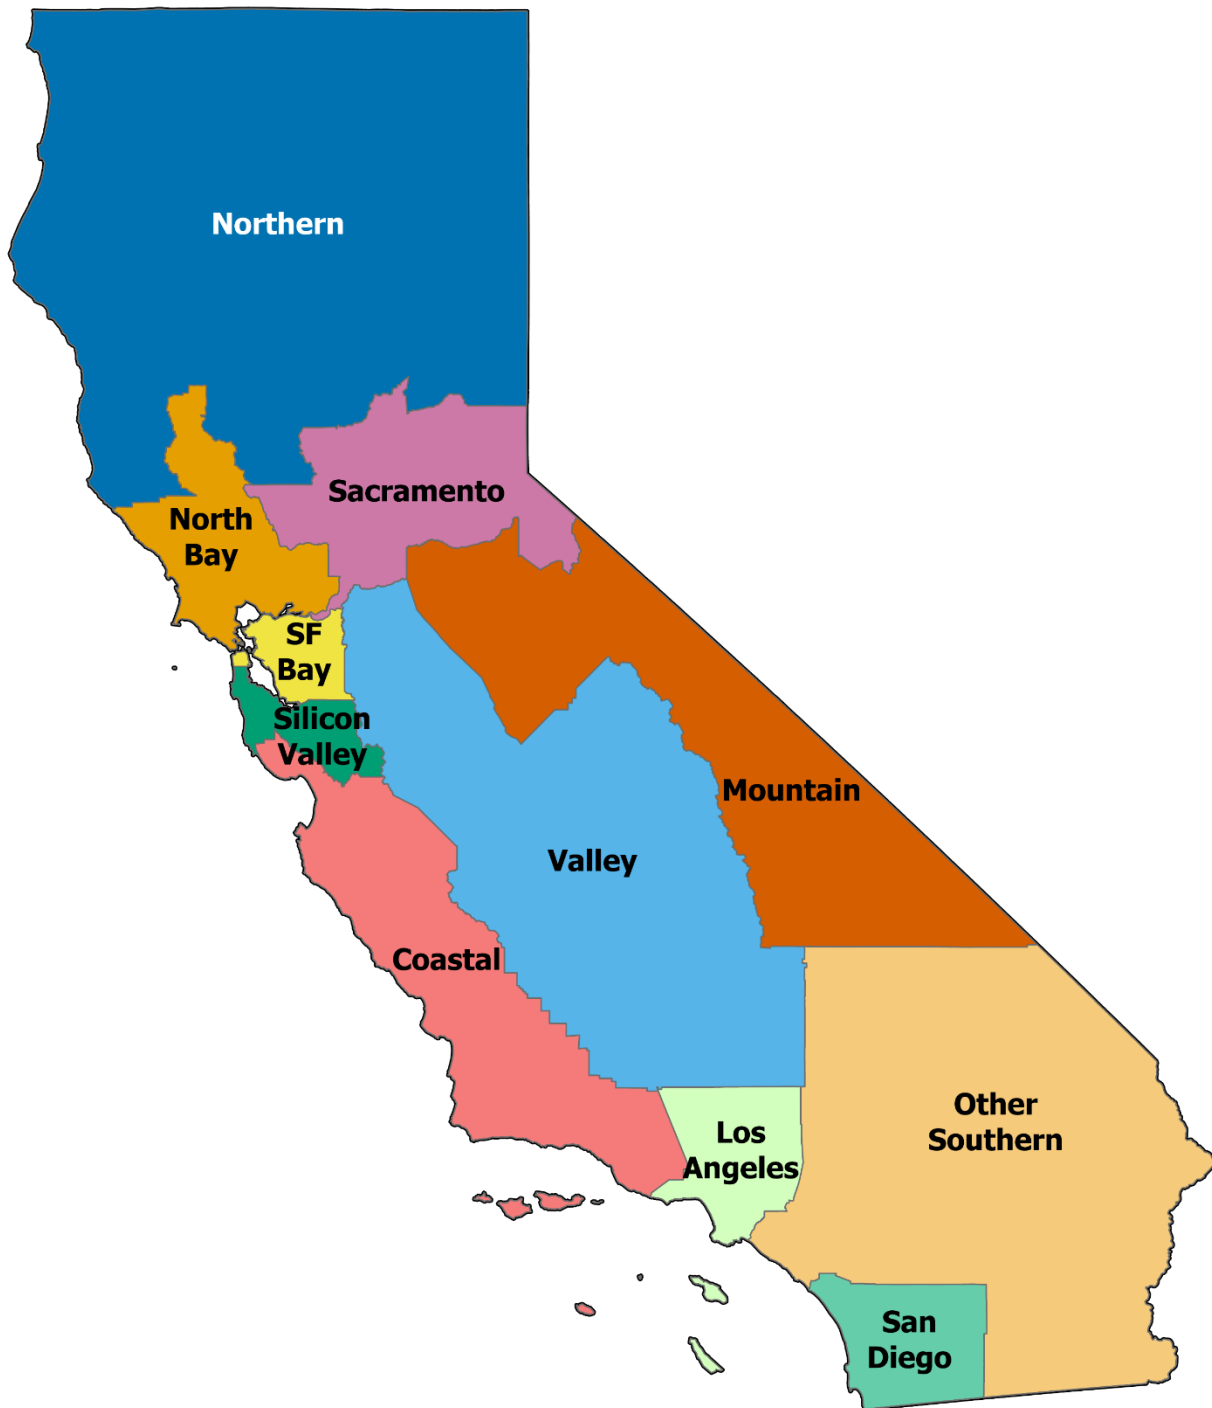 Northern
Sacramento
North
Bay
SF
Bay
Silicon
Valley
Mountain
Valley
Coastal
Other
Southern
Los
Angeles
San
Diego